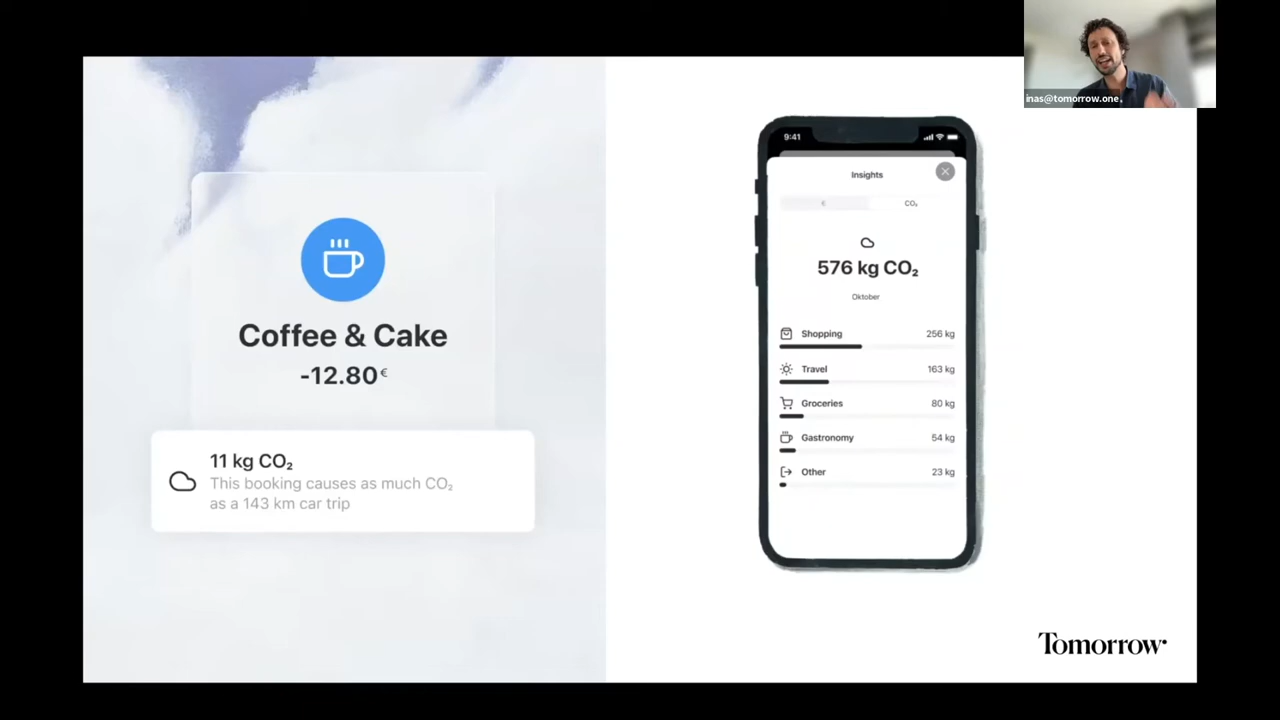 Coffee & Cake
-12.80€
11 kg CO₂
This booking causes as much CO₂
as a 143 km car trip
9:41
Insights
€
CO₂
576 kg CO₂
Oktober
Shopping 256 kg
Travel 163 kg
Groceries 80 kg
Gastronomy 54 kg
Other 23 kg
Tomorrow
inas@tomorrow.one